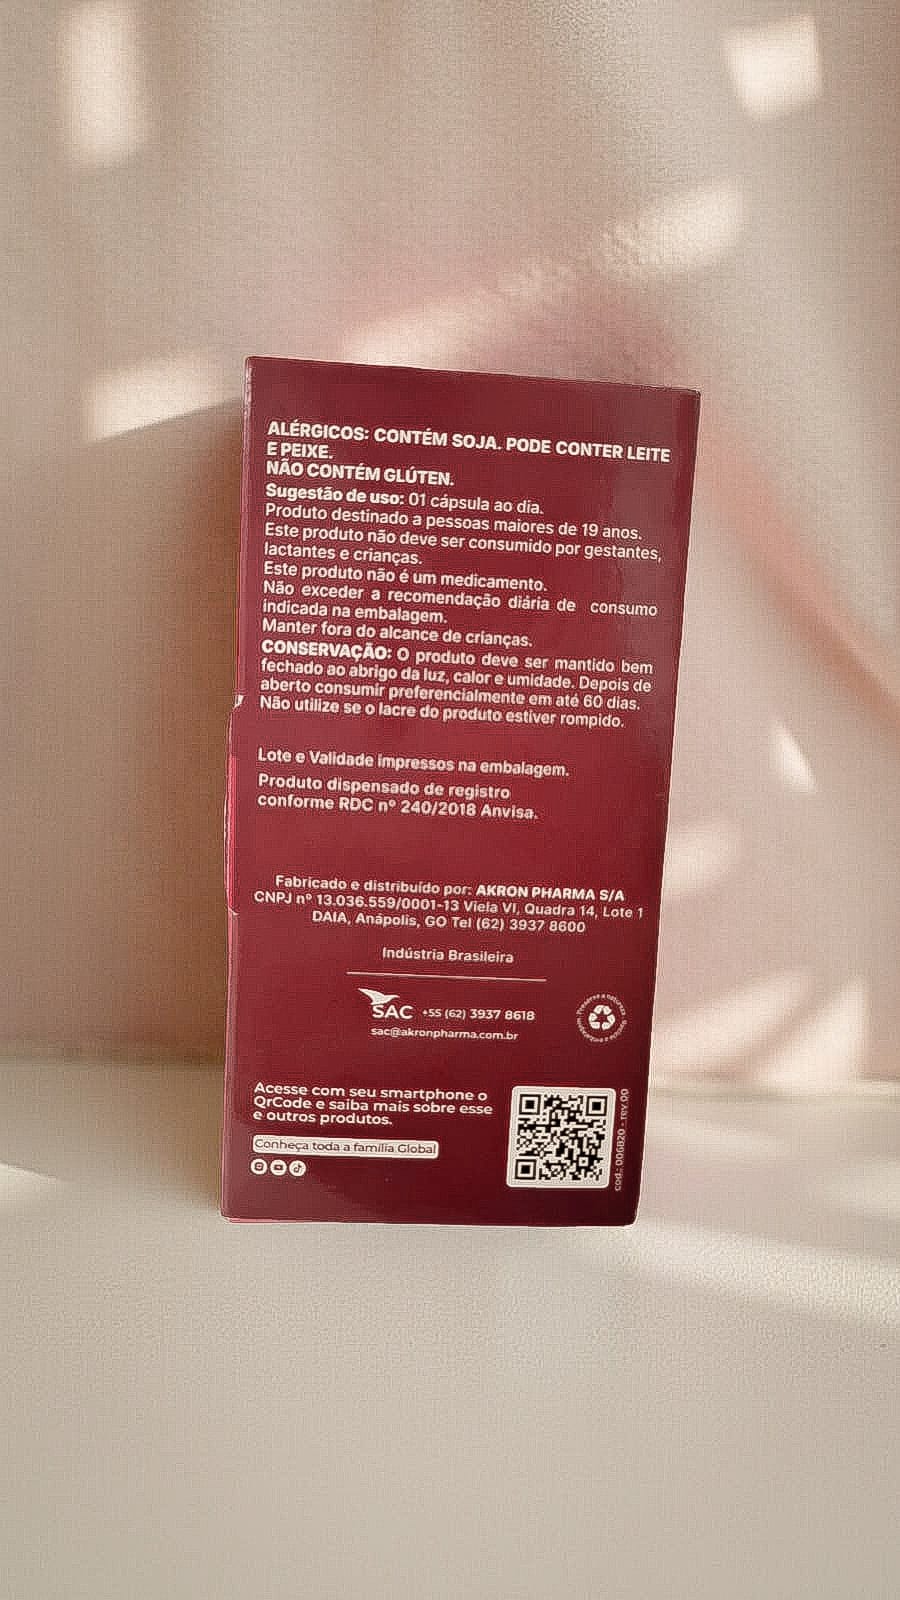 ALÉRGICOS: CONTÉM SOJA. PODE CONTER LEITE
E PEIXE.
NÃO CONTÉM GLÚTEN.
Sugestão de uso: 01 cápsula ao dia.
Produto destinado a pessoas maiores de 19 anos.
Este produto não deve ser consumido por gestantes,
lactantes e crianças.
Este produto não é um medicamento.
Não exceder a recomendação diária de consumo
indicada na embalagem.
Manter fora do alcance de crianças.
CONSERVAÇÃO: O produto deve ser mantido bem
fechado ao abrigo da luz, calor e umidade. Depois de
aberto consumir preferencialmente em até 60 dias.
Não utilize se o lacre do produto estiver rompido.
Lote e Validade impressos na embalagem.
Produto dispensado de registro
conforme RDC nº 240/2018 Anvisa.
Fabricado e distribuído por: AKRON PHARMA S/A
CNPJ nº 13.036.559/0001-13 Viela VI, Quadra 14, Lote 1
DAIA, Anápolis, GO Tel (62) 3937 8600
Indústria Brasileira
SAC +55 (62) 3937 8618
sac@akronpharma.com.br
Preserve a natureza
Acesse com seu smartphone o
QrCode e saiba mais sobre esse
e outros produtos.
Conheça toda a família Global
cod.: 006820 - rev.00